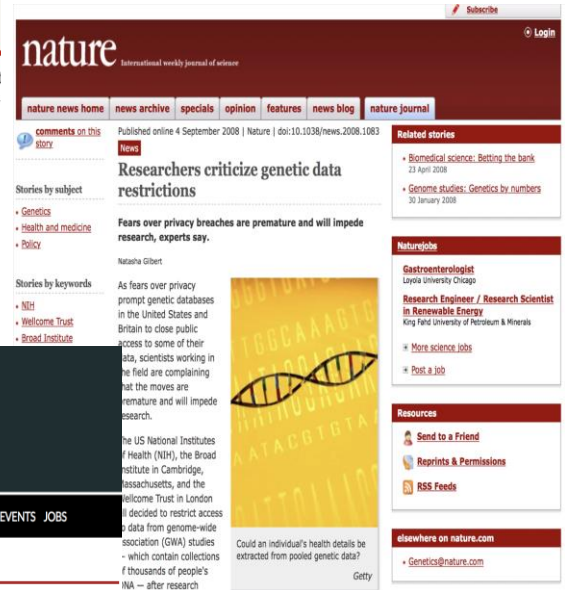 Subscribe
Login
nature International weekly journal of science
nature news home news archive specials opinion features news blog nature journal
comments on this
story
Stories by subject
Genetics
Health and medicine
Policy
Stories by keywords
NIH
Wellcome Trust
Broad Institute
EVENTS JOBS
Published online 4 September 2008 | Nature | doi:10.1038/news.2008.1083
News
Researchers criticize genetic data
restrictions
Fears over privacy breaches are premature and will impede
research, experts say.
Natasha Gilbert
As fears over privacy
prompt genetic databases
in the United States and
Britain to close public
access to some of their
data, scientists working in
the field are complaining
that the moves are
premature and will impede
research.
The US National Institutes
of Health (NIH), the Broad
Institute in Cambridge,
Massachusetts, and the
Wellcome Trust in London
decided to restrict access
data from genome-wide
association (GWA) studies
– which contain collections
of thousands of people's
DNA — after research
Could an individual's health details be
extracted from pooled genetic data?
Getty
Related stories
Biomedical science: Betting the bank
23 April 2008
Genome studies: Genetics by numbers
30 January 2008
Naturejobs
Gastroenterologist
Loyola University Chicago
Research Engineer / Research Scientist
in Renewable Energy
King Fahd University of Petroleum & Minerals
More science jobs
Post a job
Resources
Send to a Friend
Reprints & Permissions
RSS Feeds
elsewhere on nature.com
Genetics@nature.com